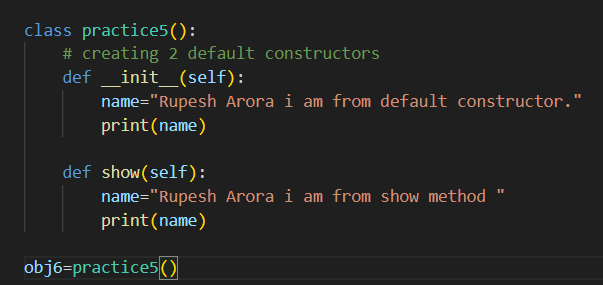 class practice5():
    # creating 2 default constructors
    def __init__(self):
        name="Rupesh Arora i am from default constructor."
        print(name)

    def show(self):
        name="Rupesh Arora i am from show method "
        print(name)

obj6=practice5()